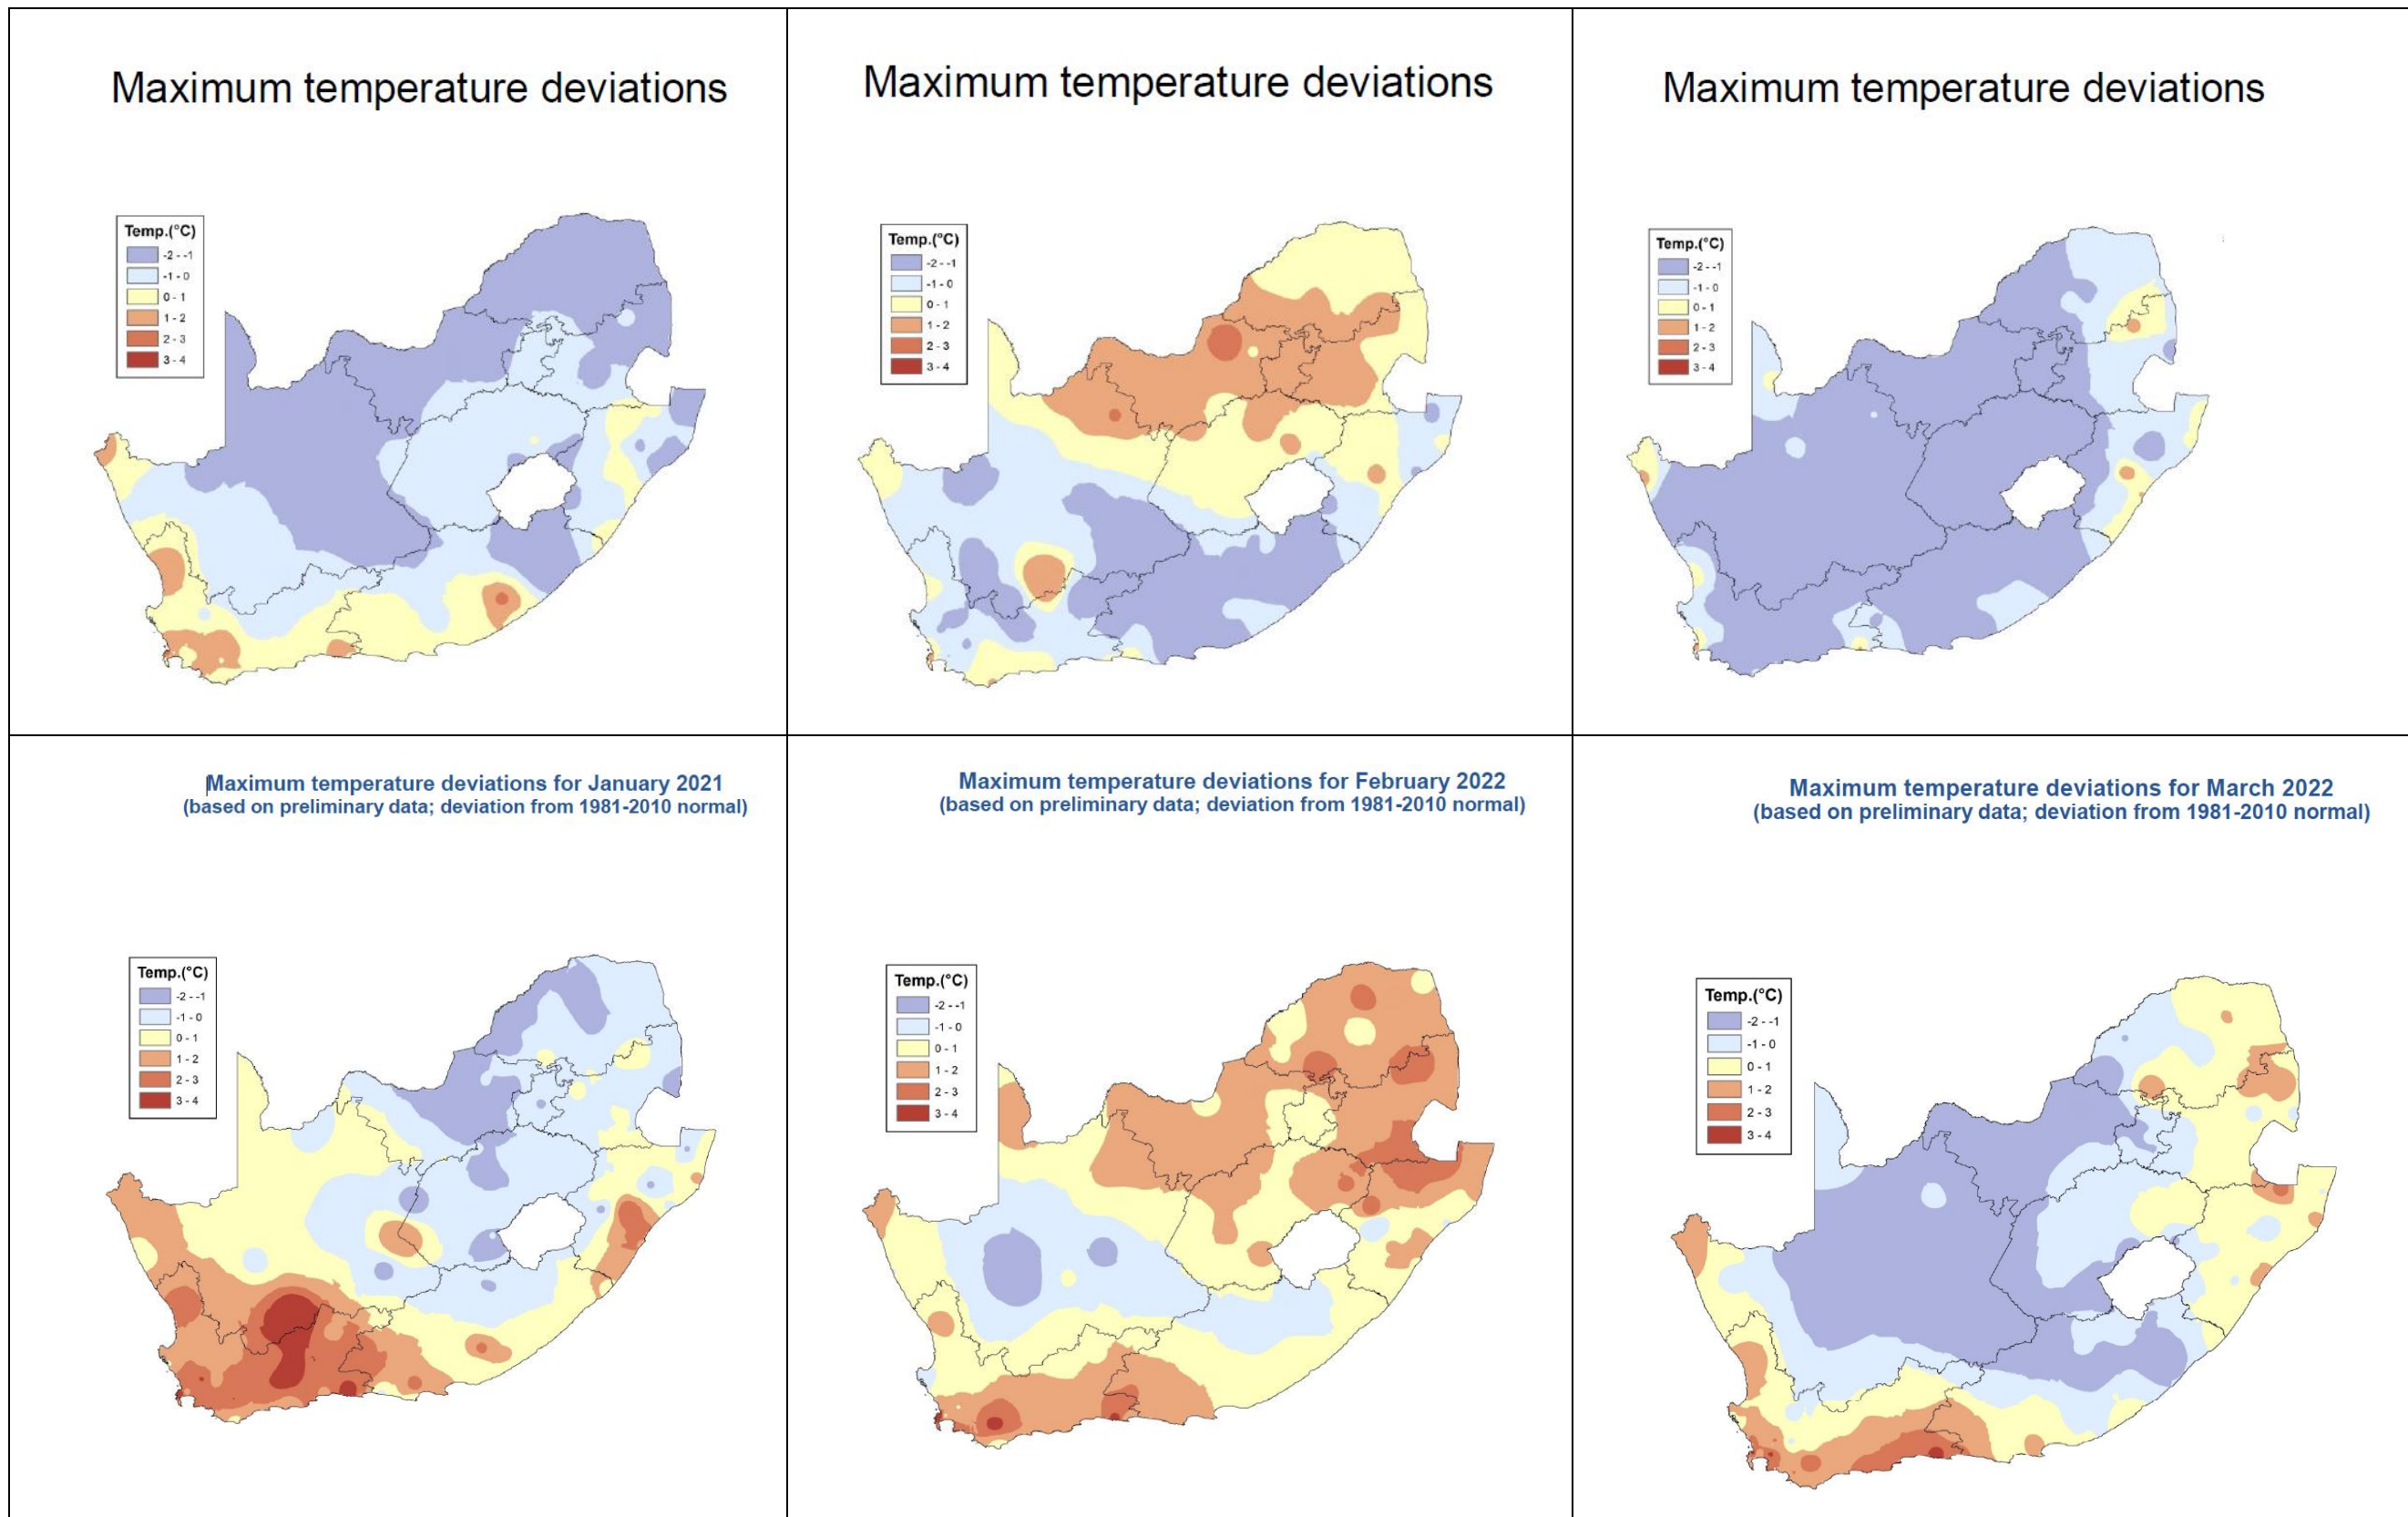 Maximum temperature deviations
Temp.(°C)
-2 - -1
-1 - 0
0 - 1
1 - 2
2 - 3
3 - 4
Maximum temperature deviations
Temp.(°C)
-2 - -1
-1 - 0
0 - 1
1 - 2
2 - 3
3 - 4
Maximum temperature deviations
Temp.(°C)
-2 - -1
-1 - 0
0 - 1
1 - 2
2 - 3
3 - 4
Maximum temperature deviations for January 2021
(based on preliminary data; deviation from 1981-2010 normal)
Temp.(°C)
-2 - -1
-1 - 0
0 - 1
1 - 2
2 - 3
3 - 4
Maximum temperature deviations for February 2022
(based on preliminary data; deviation from 1981-2010 normal)
Temp.(°C)
-2 - -1
-1 - 0
0 - 1
1 - 2
2 - 3
3 - 4
Maximum temperature deviations for March 2022
(based on preliminary data; deviation from 1981-2010 normal)
Temp.(°C)
-2 - -1
-1 - 0
0 - 1
1 - 2
2 - 3
3 - 4